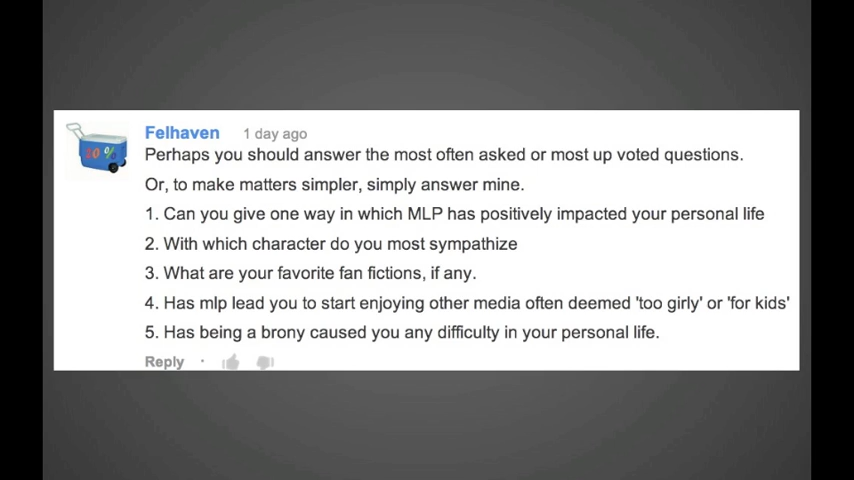 20 %
Felhaven 1 day ago
Perhaps you should answer the most often asked or most up voted questions.
Or, to make matters simpler, simply answer mine.
1. Can you give one way in which MLP has positively impacted your personal life
2. With which character do you most sympathize
3. What are your favorite fan fictions, if any.
4. Has mlp lead you to start enjoying other media often deemed 'too girly' or 'for kids'
5. Has being a brony caused you any difficulty in your personal life.
Reply ·